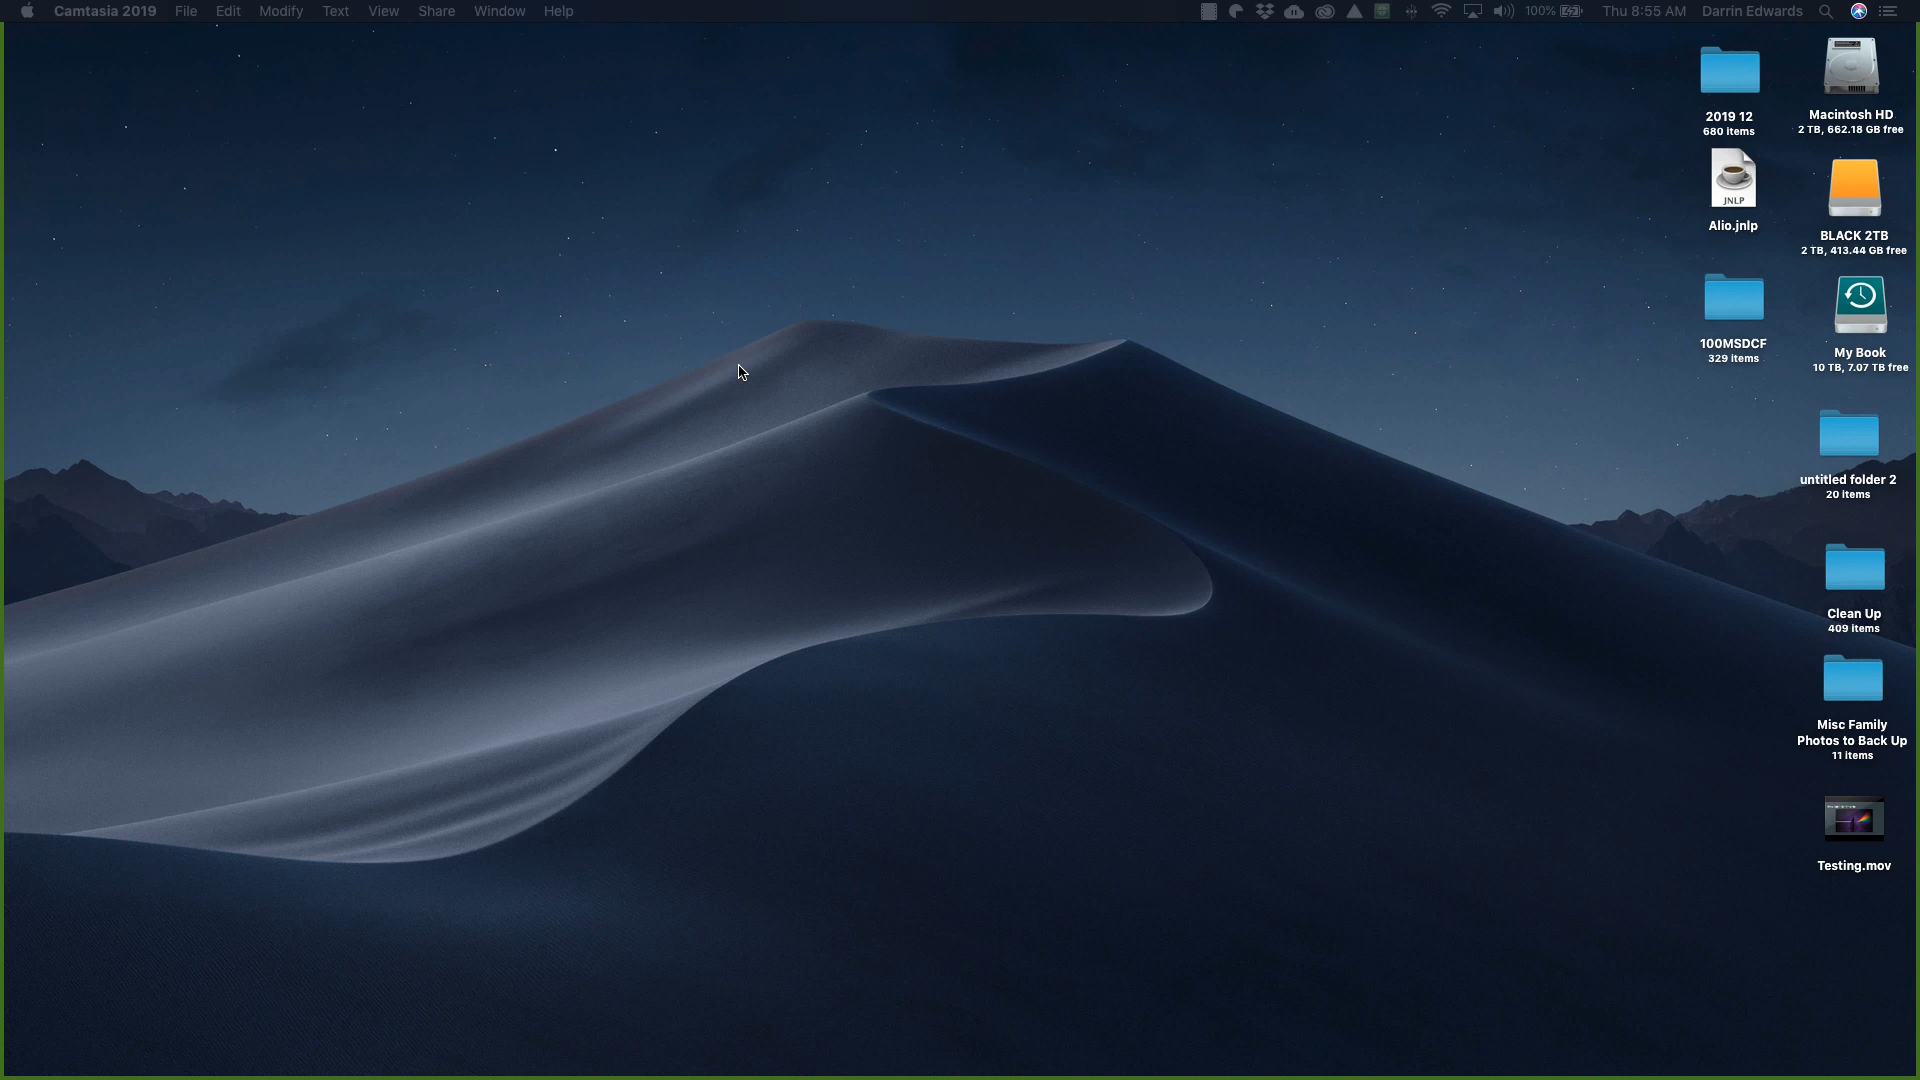 Camtasia 2019 File Edit Modify Text View Share Window Help 100% Thu 8:55 AM Darrin Edwards
2019 12
680 items
Macintosh HD
2 TB, 662.18 GB free
JNLP
Alio.jnlp
BLACK 2TB
2 TB, 413.44 GB free
100MSDCF
329 items
My Book
10 TB, 7.07 TB free
untitled folder 2
20 items
Clean Up
409 items
Misc Family
Photos to Back Up
11 items
Testing.mov